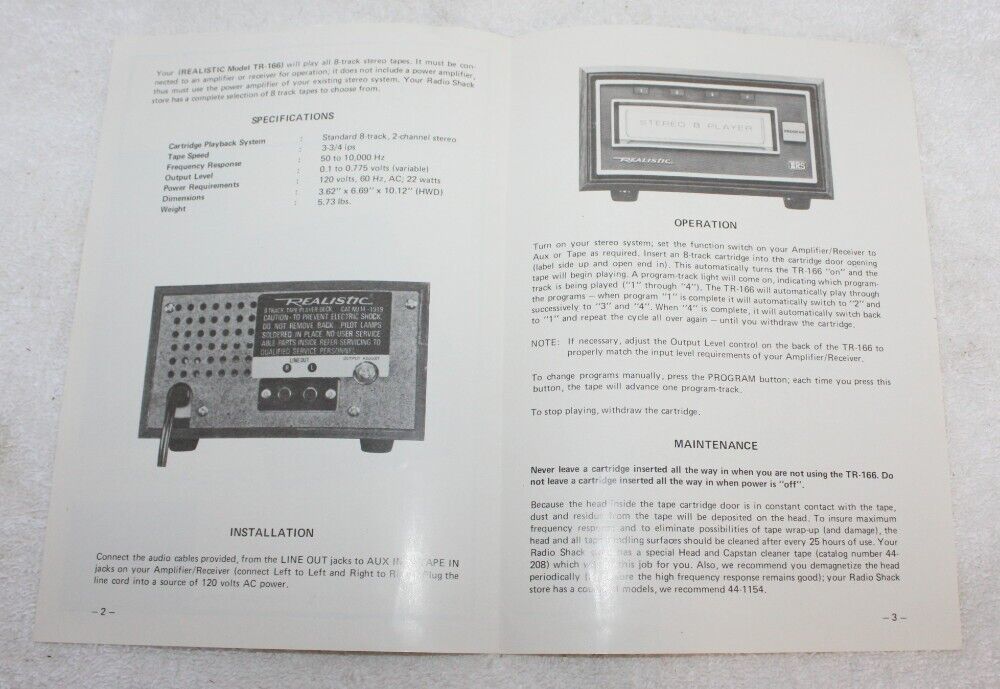 Your (REALISTIC Model TR-166) will play all 8-track stereo tapes. It must be con-
nected to an amplifier or receiver for operation; it does not include a power amplifier,
thus must use the power amplifier of your existing stereo system. Your Radio Shack
store has a complete selection of 8 track tapes to choose from.
SPECIFICATIONS
Cartridge Playback System : Standard 8-track, 2-channel stereo
Tape Speed : 3-3/4 ips
Frequency Response : 50 to 10,000 Hz
Output Level : 0.1 to 0.775 volts (variable)
Power Requirements : 120 volts, 60 Hz, AC; 22 watts
Dimensions : 3.62" x 6.69" x 10.12" (HWD)
Weight : 5.73 lbs.
REALISTIC
8 TRACK TAPE PLAYER DECK CAT NO 14-1919
CAUTION- TO PREVENT ELECTRIC SHOCK,
DO NOT REMOVE BACK. PILOT LAMPS
SOLDERED IN PLACE NO USER SERVICE
ABLE PARTS INSIDE REFER SERVICING TO
QUALIFIED SERVICE PERSONNEL
LINE OUT OUTPUT ADJUST
R L
INSTALLATION
Connect the audio cables provided, from the LINE OUT jacks to AUX IN TAPE IN
jacks on your Amplifier/Receiver (connect Left to Left and Right to Plug the
line cord into a source of 120 volts AC power.
– 2 –
1 2 3 4
STEREO 8 PLAYER
PROGRAM
REALISTIC
OPERATION
Turn on your stereo system; set the function switch on your Amplifier/Receiver to
Aux or Tape as required. Insert an 8-track cartridge into the cartridge door opening
(label side up and open end in). This automatically turns the TR-166 "on" and the
tape will begin playing. A program-track light will come on, indicating which program-
track is being played ("1" through "4"). The TR-166 will automatically play through
the programs – when program "1" is complete it will automatically switch to "2" and
successively to "3" and "4". When "4" is complete, it will automatically switch back
to "1" and repeat the cycle all over again – until you withdraw the cartridge.
NOTE: If necessary, adjust the Output Level control on the back of the TR-166 to
properly match the input level requirements of your Amplifier/Receiver.
To change programs manually, press the PROGRAM button; each time you press this
button, the tape will advance one program-track.
To stop playing, withdraw the cartridge.
MAINTENANCE
Never leave a cartridge inserted all the way in when you are not using the TR-166. Do
not leave a cartridge inserted all the way in when power is "off".
Because the head inside the tape cartridge door is in constant contact with the tape,
dust and residue from the tape will be deposited on the head. To insure maximum
frequency response and to eliminate possibilities of tape wrap-up (and damage), the
head and all tape handling surfaces should be cleaned after every 25 hours of use. Your
Radio Shack has a special Head and Capstan cleaner tape (catalog number 44-
208) which this job for you. Also, we recommend you demagnetize the head
periodically the high frequency response remains good); your Radio Shack
store has a models, we recommend 44-1154.
– 3 –